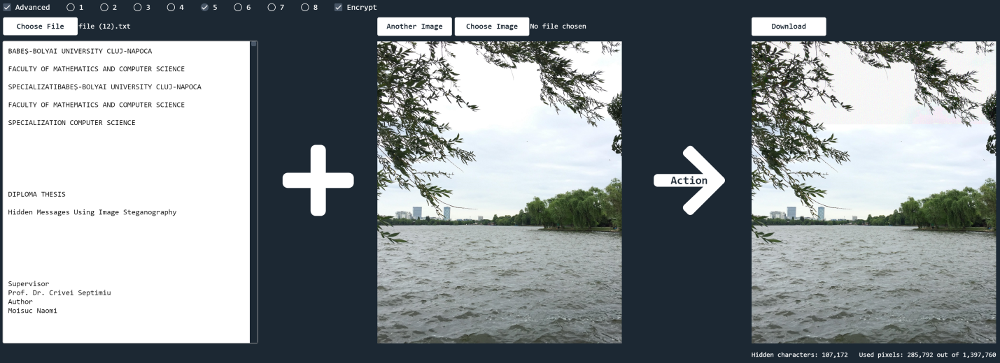 Advanced 1 2 3 4 5 6 7 8 Encrypt
Choose File file (12).txt
Another Image Choose Image No file chosen
Download
BABEȘ-BOLYAI UNIVERSITY CLUJ-NAPOCA
FACULTY OF MATHEMATICS AND COMPUTER SCIENCE
SPECIALIZATIBABEȘ-BOLYAI UNIVERSITY CLUJ-NAPOCA
FACULTY OF MATHEMATICS AND COMPUTER SCIENCE
SPECIALIZATION COMPUTER SCIENCE
DIPLOMA THESIS
Hidden Messages Using Image Steganography
Supervisor
Prof. Dr. Crivei Septimiu
Author
Moisuc Naomi
Action
Hidden characters: 107,172 Used pixels: 285,792 out of 1,397,760